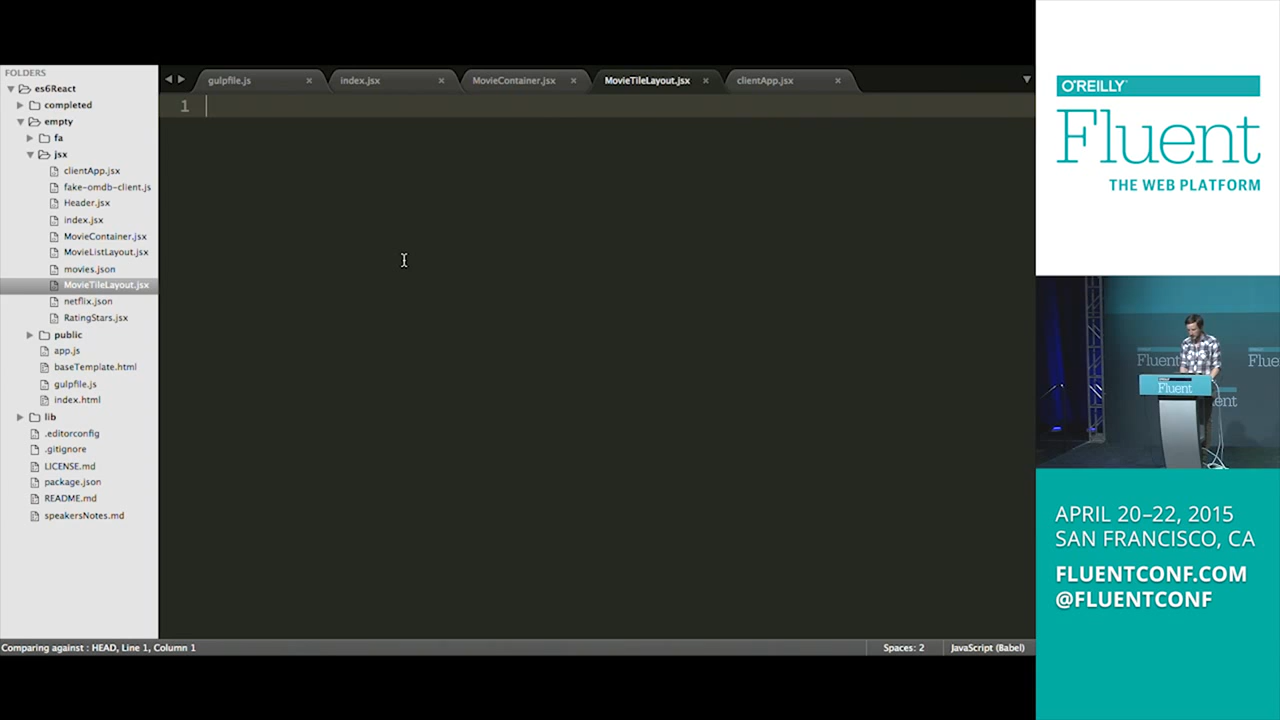 FOLDERS
es6React
completed
empty
fa
jsx
clientApp.jsx
fake-omdb-client.js
Header.jsx
index.jsx
MovieContainer.jsx
MovieListLayout.jsx
movies.json
MovieTileLayout.jsx
netflix.json
RatingStars.jsx
public
app.js
baseTemplate.html
gulpfile.js
index.html
lib
.editorconfig
.gitignore
LICENSE.md
package.json
README.md
speakersNotes.md
gulpfile.js
index.jsx
MovieContainer.jsx
MovieTileLayout.jsx
clientApp.jsx
1
Comparing against : HEAD, Line 1, Column 1
Spaces: 2
JavaScript (Babel)
O'REILLY
Fluent
THE WEB PLATFORM
Fluent
Fluent
APRIL 20–22, 2015
SAN FRANCISCO, CA
FLUENTCONF.COM
@FLUENTCONF